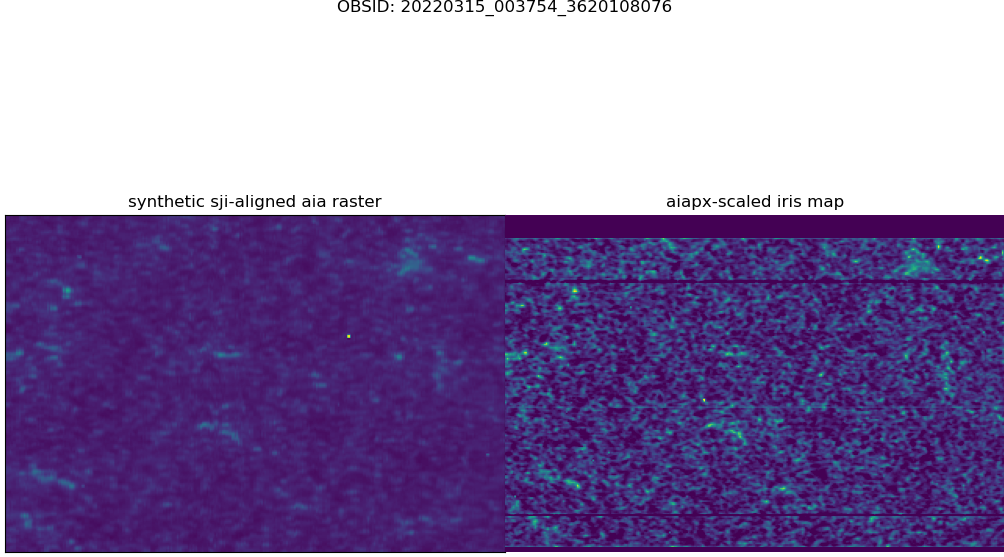 OBSID: 20220315_003754_3620108076
synthetic sji-aligned aia raster
aiapx-scaled iris map